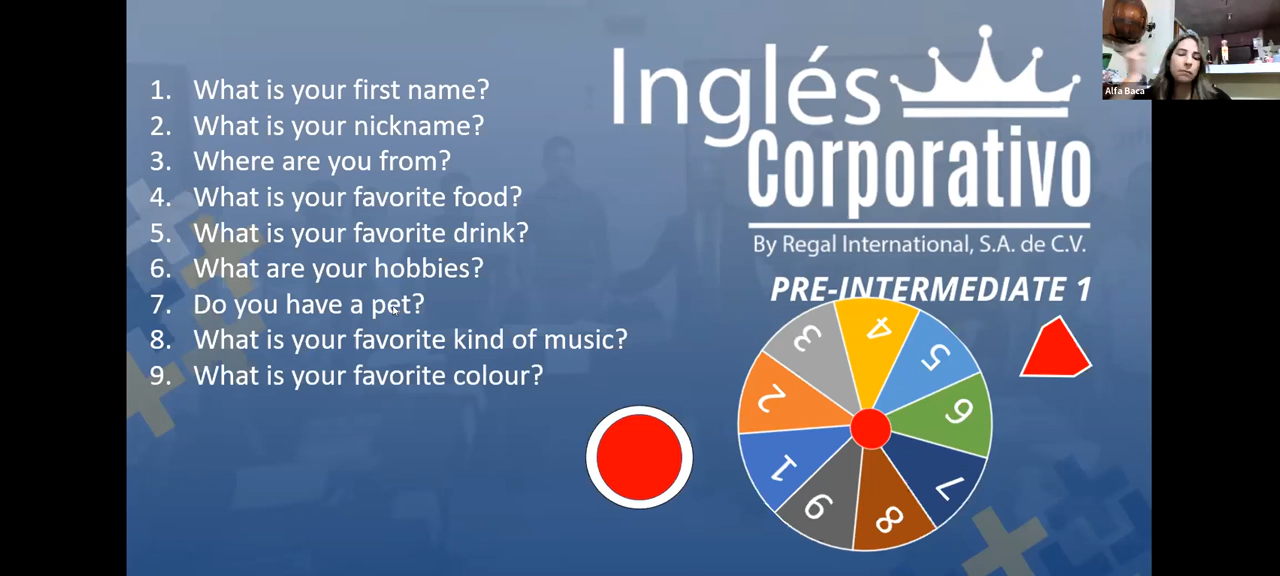 1. What is your first name?
2. What is your nickname?
3. Where are you from?
4. What is your favorite food?
5. What is your favorite drink?
6. What are your hobbies?
7. Do you have a pet?
8. What is your favorite kind of music?
9. What is your favorite colour?
Inglés
Corporativo
By Regal International, S.A. de C.V.
PRE-INTERMEDIATE 1
1
2
3
4
5
6
7
8
9
Alfa Baca